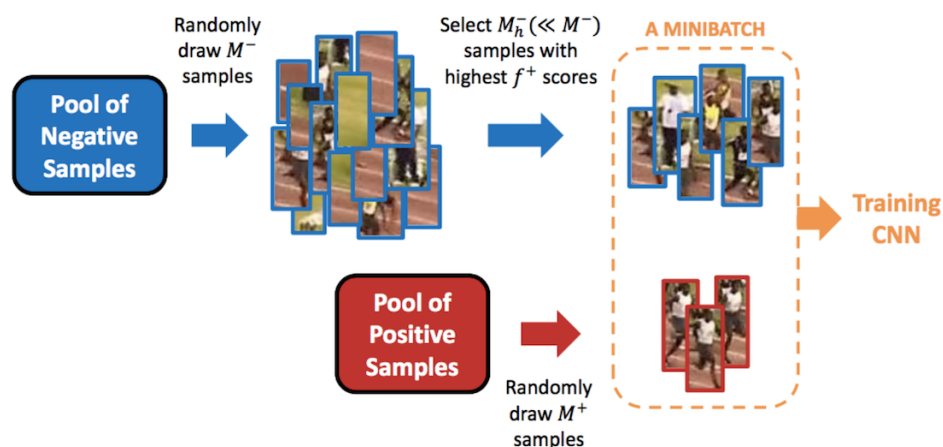 Randomly
draw M⁻
samples
Select M_h⁻(≪ M⁻)
samples with
highest f⁺ scores
A MINIBATCH
Pool of
Negative
Samples
Training
CNN
Pool of
Positive
Samples
Randomly
draw M⁺
samples